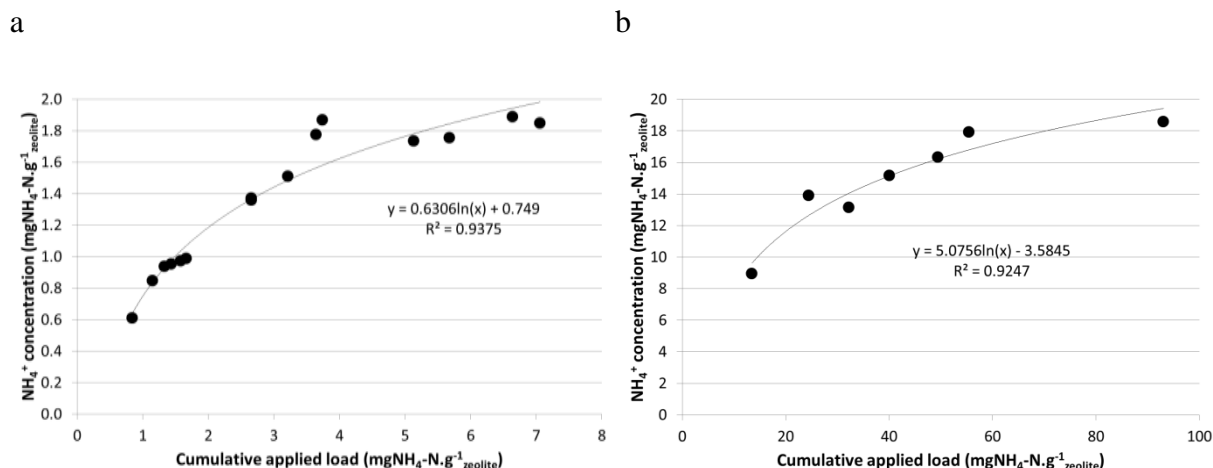 a
NH₄⁺ concentration (mgNH₄-N.g⁻¹zeolite)
2.0
1.8
1.6
1.4
1.2
1.0
0.8
0.6
0.4
0.2
0.0
y = 0.6306ln(x) + 0.749
R² = 0.9375
0 1 2 3 4 5 6 7 8
Cumulative applied load (mgNH₄-N.g⁻¹zeolite)
b
NH₄⁺ concentration (mgNH₄-N.g⁻¹zeolite)
20
18
16
14
12
10
8
6
4
2
0
y = 5.0756ln(x) - 3.5845
R² = 0.9247
0 20 40 60 80 100
Cumulative applied load (mgNH₄-N.g⁻¹zeolite)